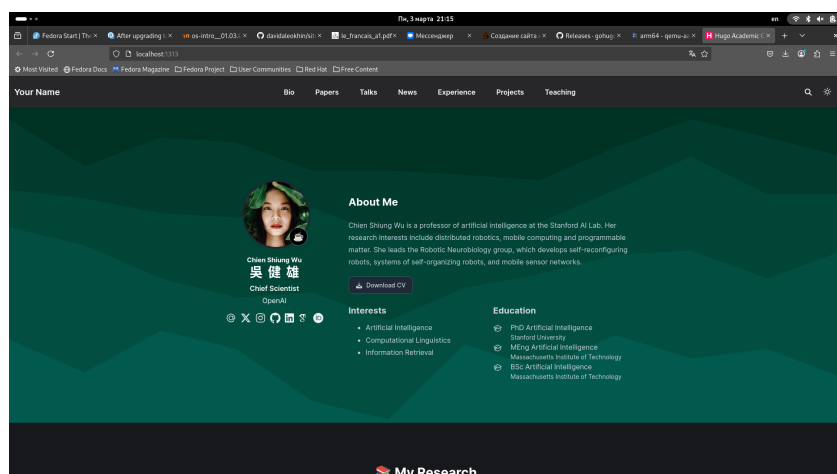 Пн, 3 марта 21:15
en
Fedora Start | The
After upgrading t
os-intro__01.03.
davidaleokhin/sit
le_francais_a1.pdf
Мессенджер
Создание сайта
Releases · gohug
arm64 - qemu-aa
Hugo Academic C
localhost:1313
Most Visited
Fedora Docs
Fedora Magazine
Fedora Project
User Communities
Red Hat
Free Content
Your Name
Bio
Papers
Talks
News
Experience
Projects
Teaching
Chien Shiung Wu
吳健雄
Chief Scientist
OpenAI
About Me
Chien Shiung Wu is a professor of artificial intelligence at the Stanford AI Lab. Her
research interests include distributed robotics, mobile computing and programmable
matter. She leads the Robotic Neurobiology group, which develops self-reconfiguring
robots, systems of self-organizing robots, and mobile sensor networks.
Download CV
Interests
Artificial Intelligence
Computational Linguistics
Information Retrieval
Education
PhD Artificial Intelligence
Stanford University
MEng Artificial Intelligence
Massachusetts Institute of Technology
BSc Artificial Intelligence
Massachusetts Institute of Technology
My Research